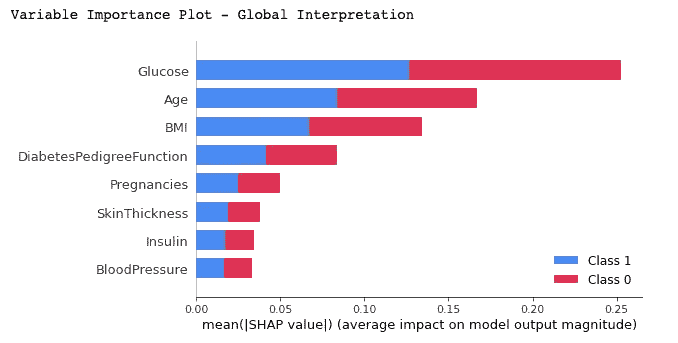 Variable Importance Plot - Global Interpretation
Glucose
Age
BMI
DiabetesPedigreeFunction
Pregnancies
SkinThickness
Insulin
BloodPressure
Class 1
Class 0
0.00 0.05 0.10 0.15 0.20 0.25
mean(|SHAP value|) (average impact on model output magnitude)